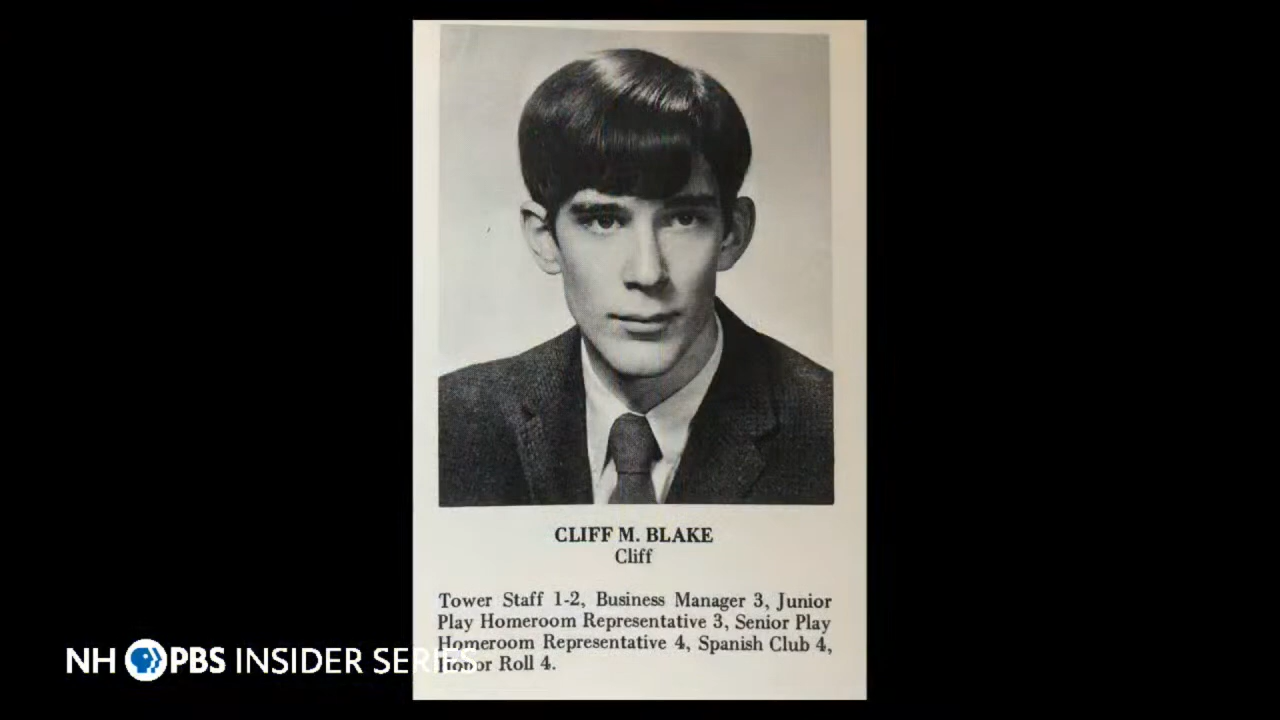 CLIFF M. BLAKE
Cliff
Tower Staff 1-2, Business Manager 3, Junior
Play Homeroom Representative 3, Senior Play
Homeroom Representative 4, Spanish Club 4,
Honor Roll 4.
NH PBS INSIDER SERIES